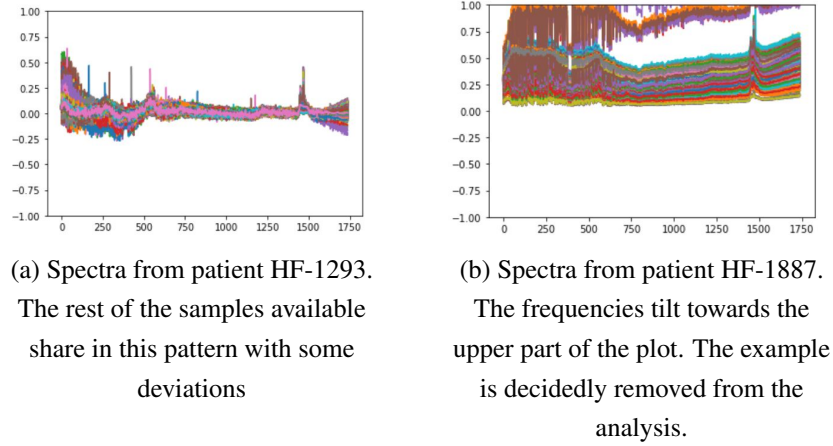 1.00
0.75
0.50
0.25
0.00
−0.25
−0.50
−0.75
−1.00
0 250 500 750 1000 1250 1500 1750
(a) Spectra from patient HF-1293.
The rest of the samples available
share in this pattern with some
deviations
1.00
0.75
0.50
0.25
0.00
−0.25
−0.50
−0.75
−1.00
0 250 500 750 1000 1250 1500 1750
(b) Spectra from patient HF-1887.
The frequencies tilt towards the
upper part of the plot. The example
is decidedly removed from the
analysis.